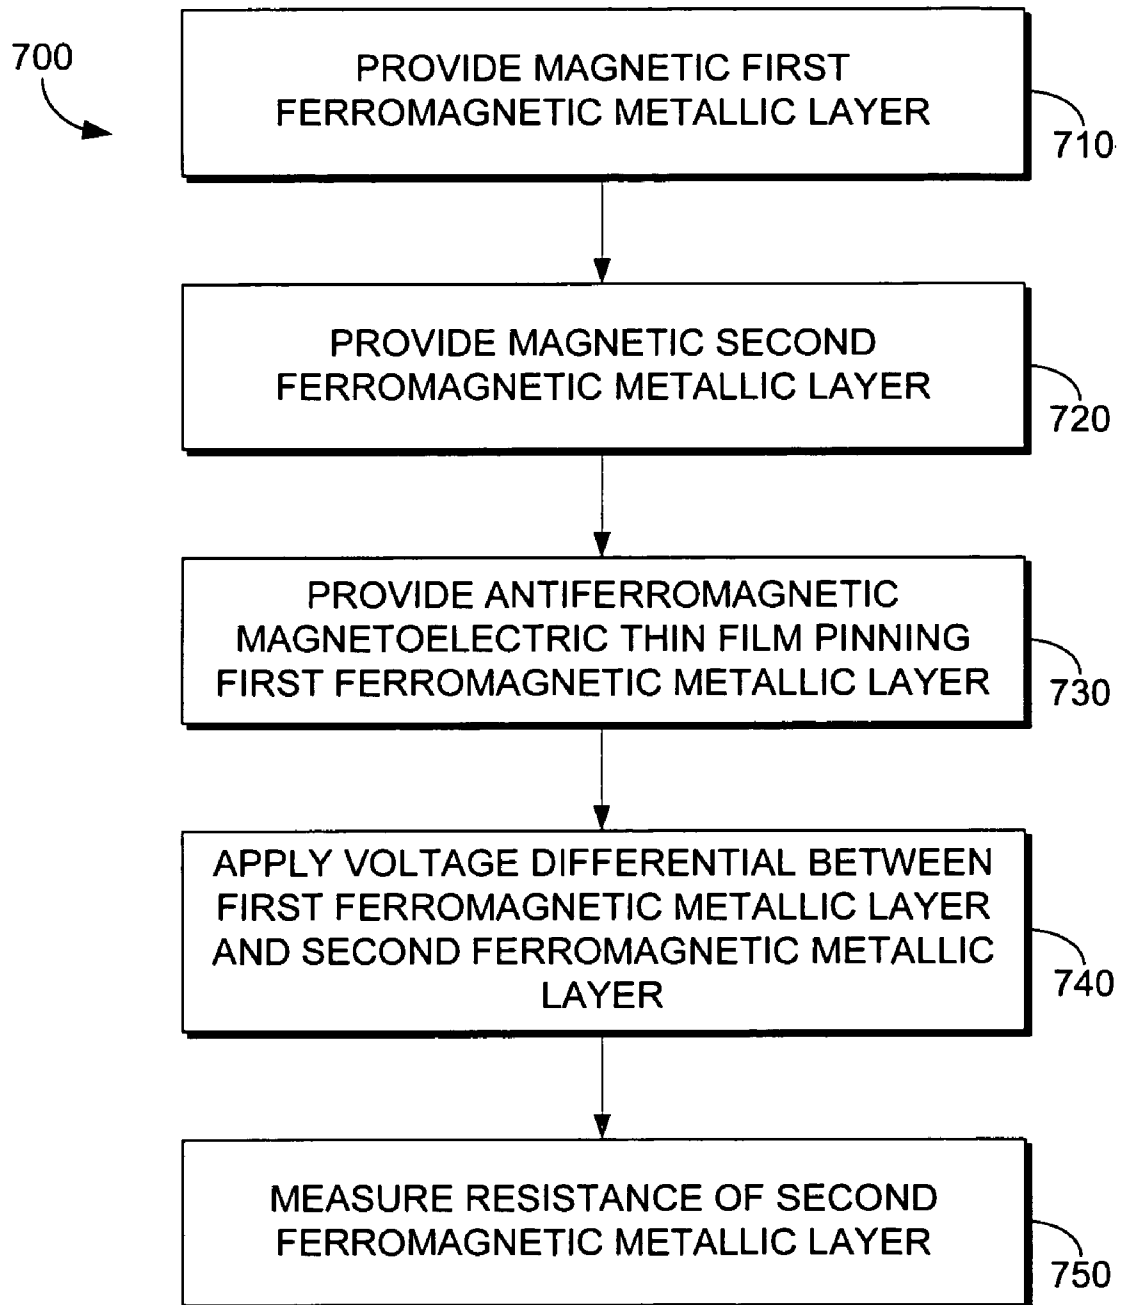 700
PROVIDE MAGNETIC FIRST
FERROMAGNETIC METALLIC LAYER
710
PROVIDE MAGNETIC SECOND
FERROMAGNETIC METALLIC LAYER
720
PROVIDE ANTIFERROMAGNETIC
MAGNETOELECTRIC THIN FILM PINNING
FIRST FERROMAGNETIC METALLIC LAYER
730
APPLY VOLTAGE DIFFERENTIAL BETWEEN
FIRST FERROMAGNETIC METALLIC LAYER
AND SECOND FERROMAGNETIC METALLIC
LAYER
740
MEASURE RESISTANCE OF SECOND
FERROMAGNETIC METALLIC LAYER
750